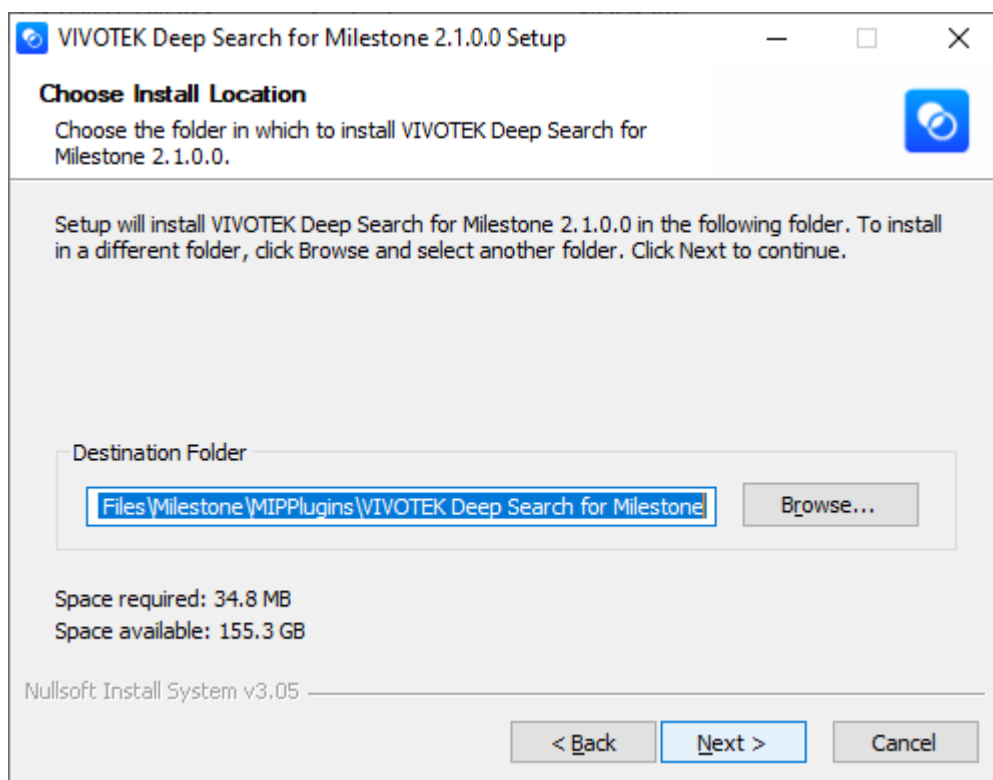 VIVOTEK Deep Search for Milestone 2.1.0.0 Setup
Choose Install Location
Choose the folder in which to install VIVOTEK Deep Search for
Milestone 2.1.0.0.
Setup will install VIVOTEK Deep Search for Milestone 2.1.0.0 in the following folder. To install
in a different folder, click Browse and select another folder. Click Next to continue.
Destination Folder
Files\Milestone\MIPPlugins\VIVOTEK Deep Search for Milestone
Browse...
Space required: 34.8 MB
Space available: 155.3 GB
Nullsoft Install System v3.05
< Back
Next >
Cancel